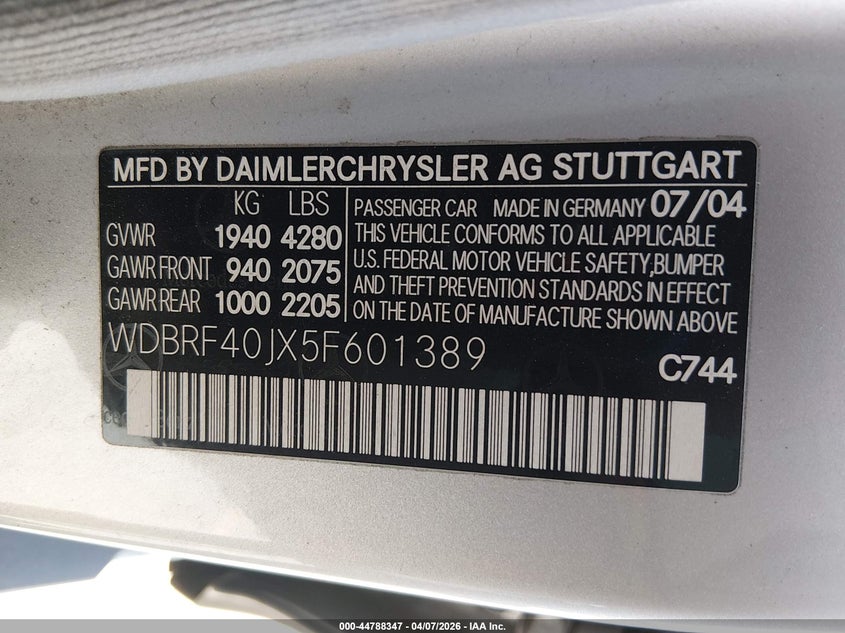 MFD BY DAIMLERCHRYSLER AG STUTTGART
KG LBS
GVWR 1940 4280
GAWR FRONT 940 2075
GAWR REAR 1000 2205
PASSENGER CAR MADE IN GERMANY 07/04
THIS VEHICLE CONFORMS TO ALL APPLICABLE
U.S. FEDERAL MOTOR VEHICLE SAFETY,BUMPER
AND THEFT PREVENTION STANDARDS IN EFFECT
ON THE DATE OF MANUFACTURE SHOWN ABOVE
WDBRF40JX5F601389
C744
000-44788347 - 04/07/2026 - IAA Inc.